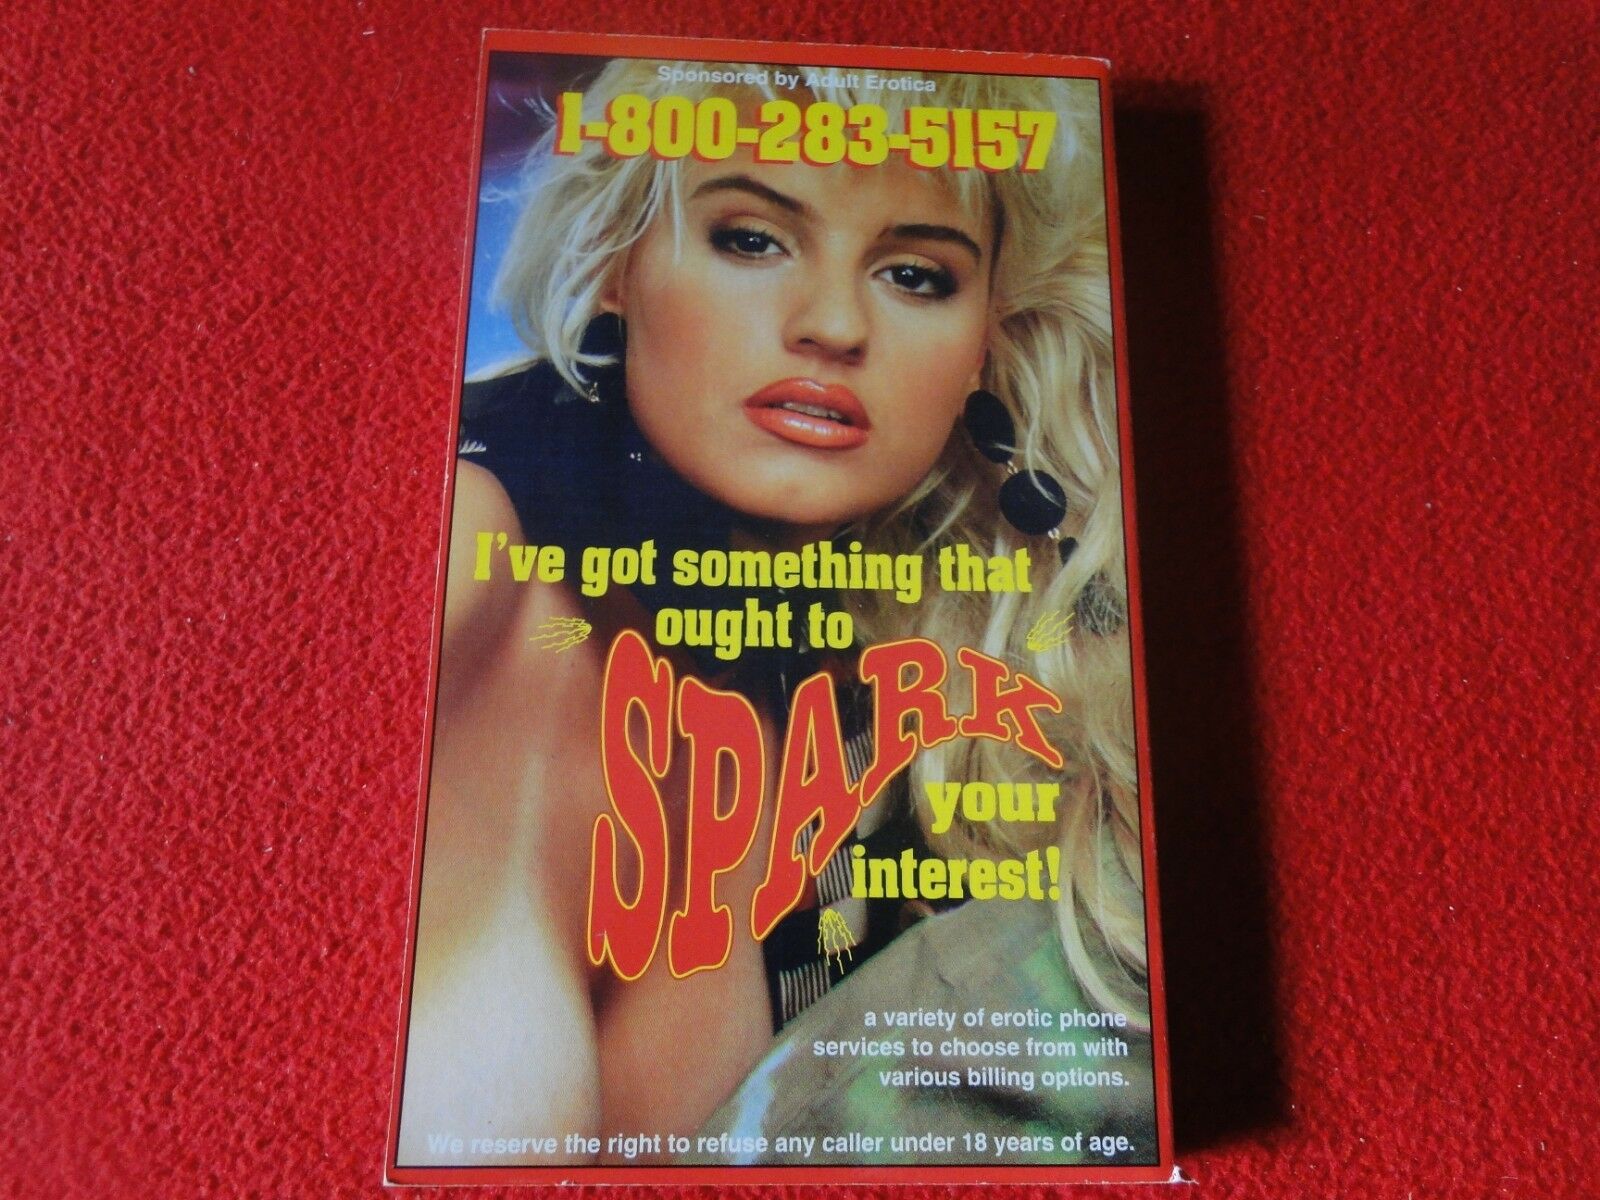 Sponsored by Adult Erotica
1-800-283-5157
I've got something that
ought to
SPARK
your
interest!
a variety of erotic phone
services to choose from with
various billing options.
We reserve the right to refuse any caller under 18 years of age.